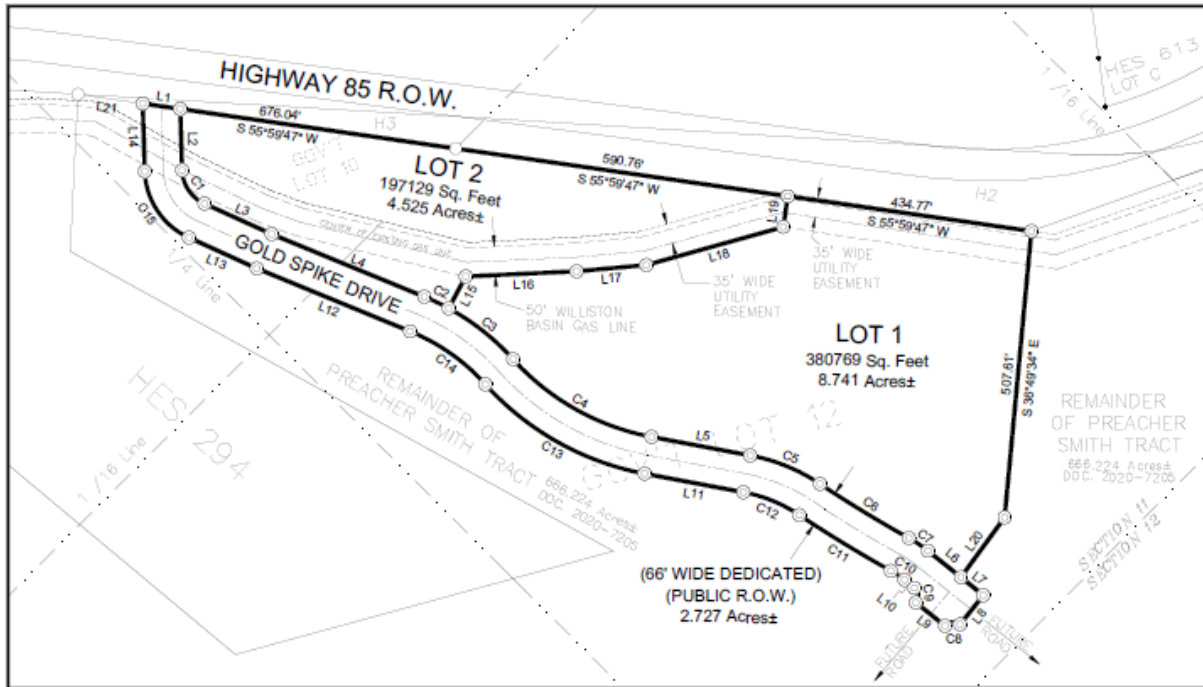 HIGHWAY 85 R.O.W.
HES 613
LOT C
1/16 Line
L21
L1
676.04'
S 55°59'47" W
H3
L14
L2
GOV'T
LOT 10
LOT 2
197129 Sq. Feet
4.525 Acres±
590.76'
S 55°59'47" W
H2
L19
434.77'
S 55°59'47" W
C1
L3
L4
GOLD SPIKE DRIVE
L13
1/4 Line
L12
C2
L15
L16
L17
L18
50' WILLISTON
BASIN GAS LINE
35' WIDE
UTILITY
EASEMENT
35' WIDE
UTILITY
EASEMENT
LOT 1
380769 Sq. Feet
8.741 Acres±
507.61'
S 36°49'34" E
C3
C14
C4
C13
L5
C5
LOT 12
L11
C12
C6
C11
C7
L6
L20
L7
L8
C10
C9
L10
L9
C8
HES 294
1/16 Line
REMAINDER OF
PREACHER SMITH TRACT
666.224 Acres±
DOC. 2020-7205
REMAINDER
OF PREACHER
SMITH TRACT
666.224 Acres±
DOC. 2020-7205
SECTION 11
SECTION 12
(66' WIDE DEDICATED)
(PUBLIC R.O.W.)
2.727 Acres±
FUTURE
ROAD
FUTURE
ROAD